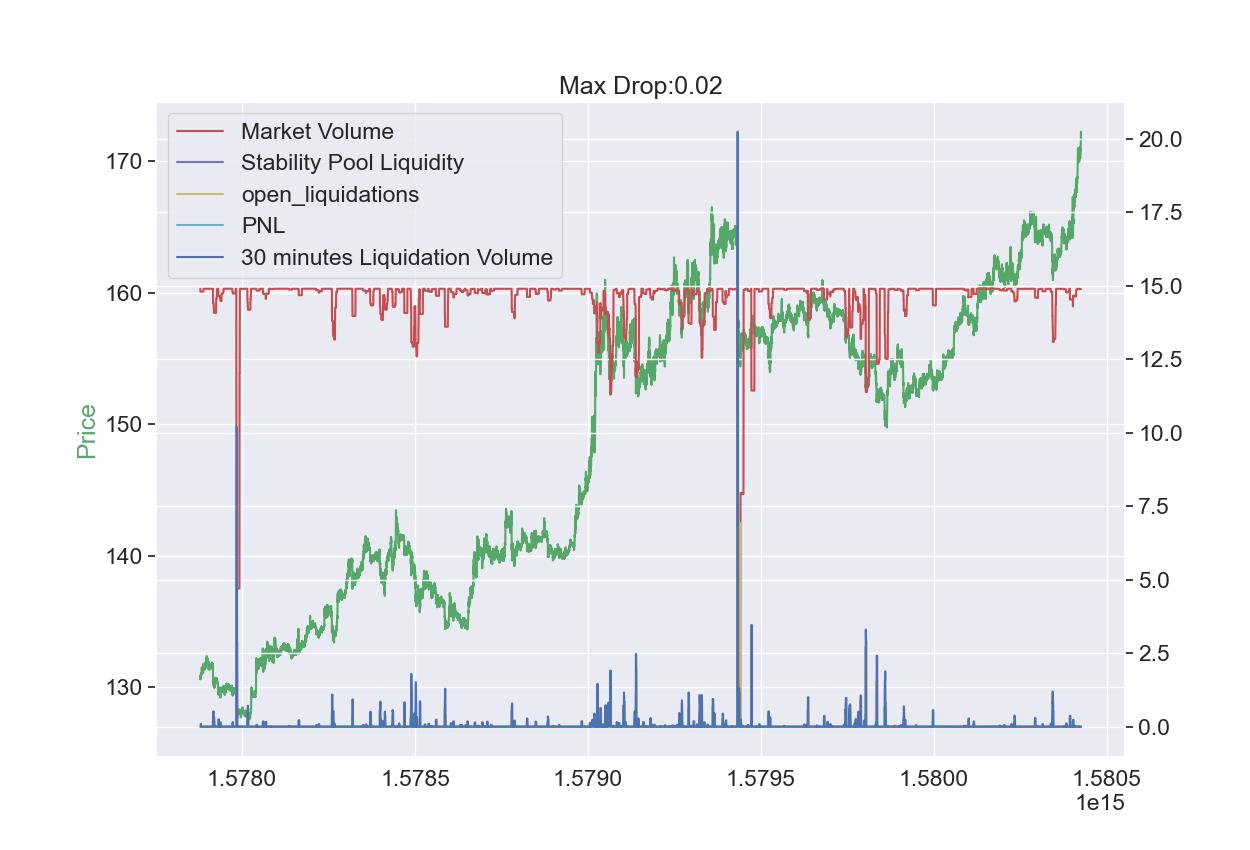 Max Drop:0.02
Market Volume
Stability Pool Liquidity
open_liquidations
PNL
30 minutes Liquidation Volume
Price
170
160
150
140
130
20.0
17.5
15.0
12.5
10.0
7.5
5.0
2.5
0.0
1.5780 1.5785 1.5790 1.5795 1.5800 1.5805
1e15